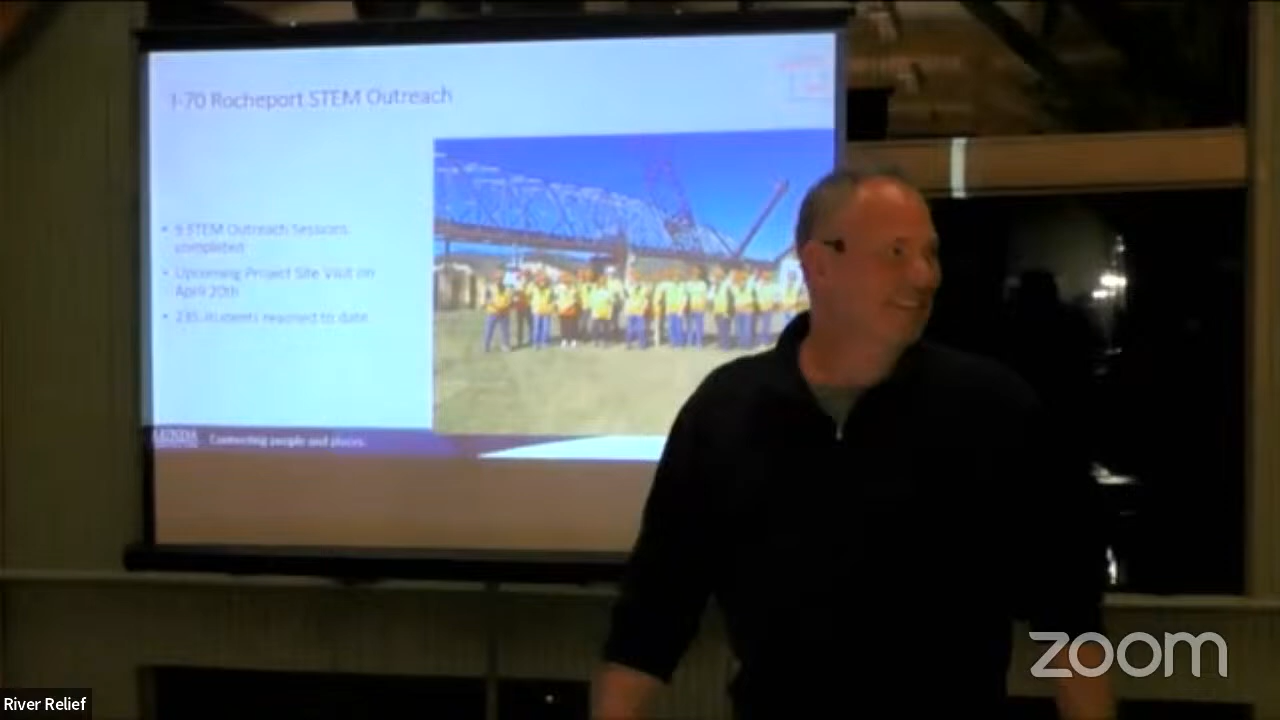 I-70 Rocheport STEM Outreach
• 9 STEM Outreach Sessions
completed
• Upcoming Project Site Visit on
April 20th
• 235 students reached to date
LUNDA
Connecting people and places.
River Relief
zoom